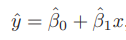 ŷ = β̂₀ + β̂₁x.